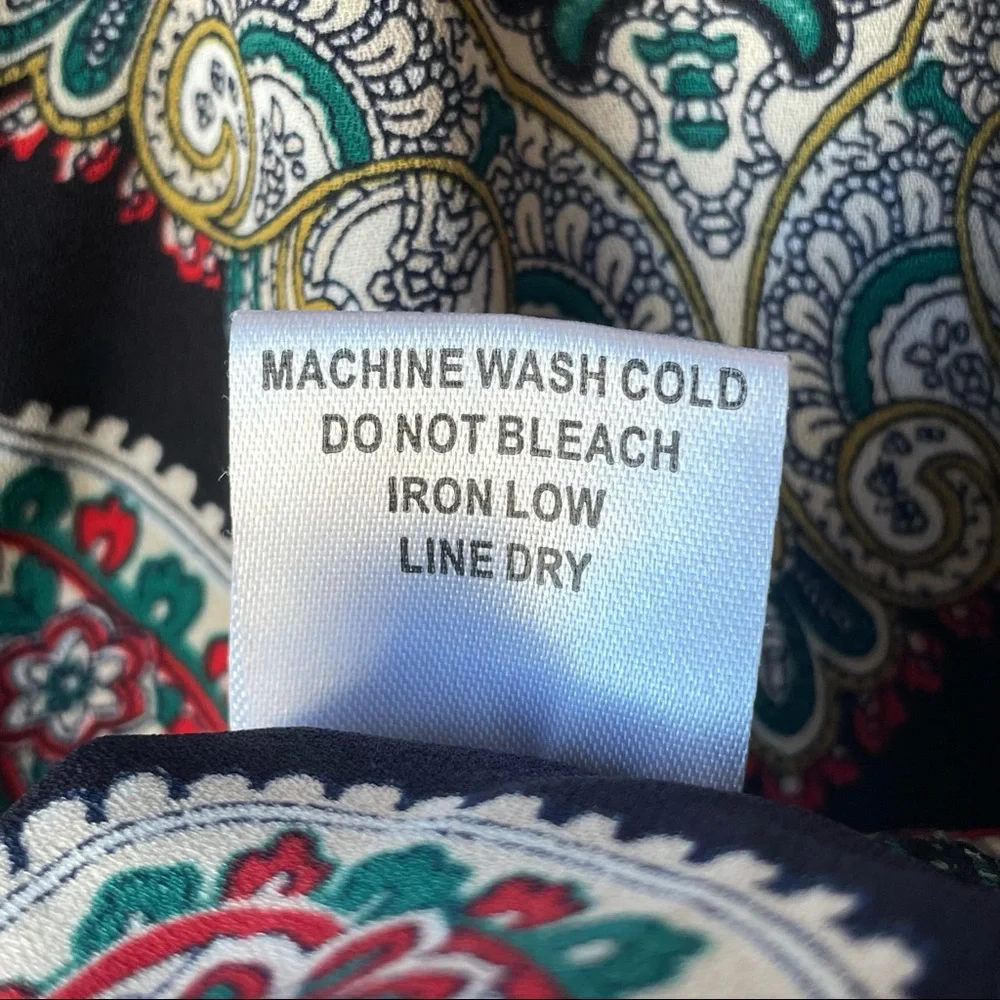 MACHINE WASH COLD
DO NOT BLEACH
IRON LOW
LINE DRY